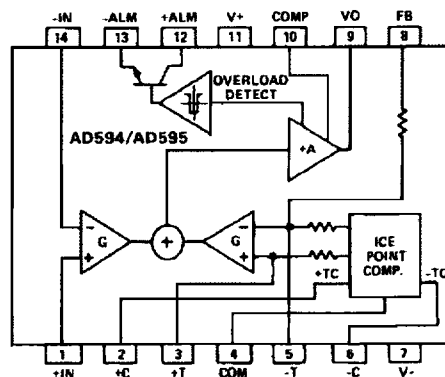 -IN -ALM +ALM V+ COMP VO FB
14 13 12 11 10 9 8
OVERLOAD
DETECT
AD594/AD595
+A
- -
G + G
+ +
ICE
POINT
COMP.
+TC
-TC
1 2 3 4 5 6 7
+IN +C +T COM -T -C V-